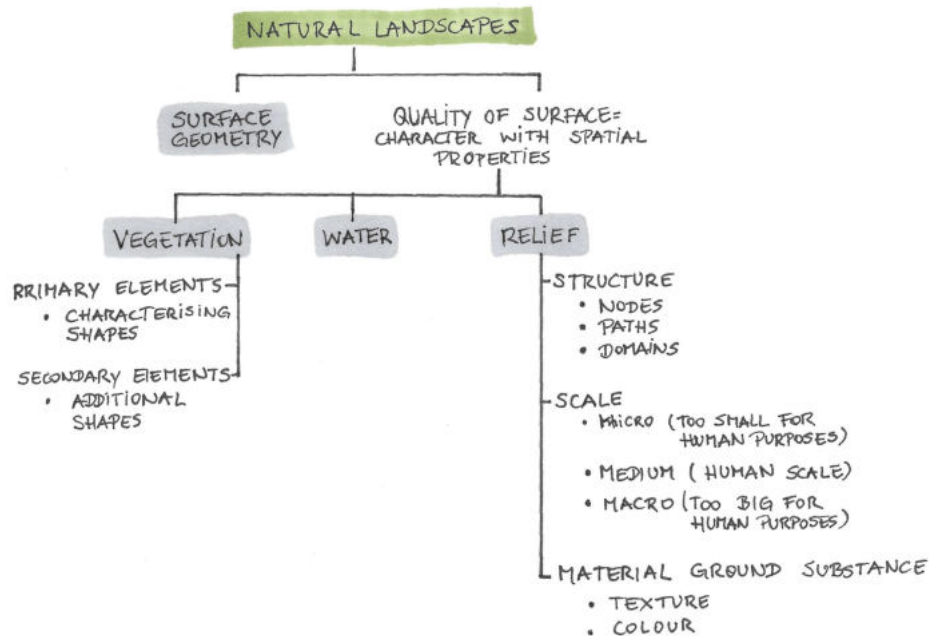 NATURAL LANDSCAPES
SURFACE
GEOMETRY
QUALITY OF SURFACE=
CHARACTER WITH SPATIAL
PROPERTIES
VEGETATION
WATER
RELIEF
RRIMARY ELEMENTS
• CHARACTERISING
SHAPES
SECONDARY ELEMENTS
• ADDITIONAL
SHAPES
STRUCTURE
• NODES
• PATHS
• DOMAINS
SCALE
• MICRO (TOO SMALL FOR
HUMAN PURPOSES)
• MEDIUM (HUMAN SCALE)
• MACRO (TOO BIG FOR
HUMAN PURPOSES)
MATERIAL GROUND SUBSTANCE
• TEXTURE
• COLOUR